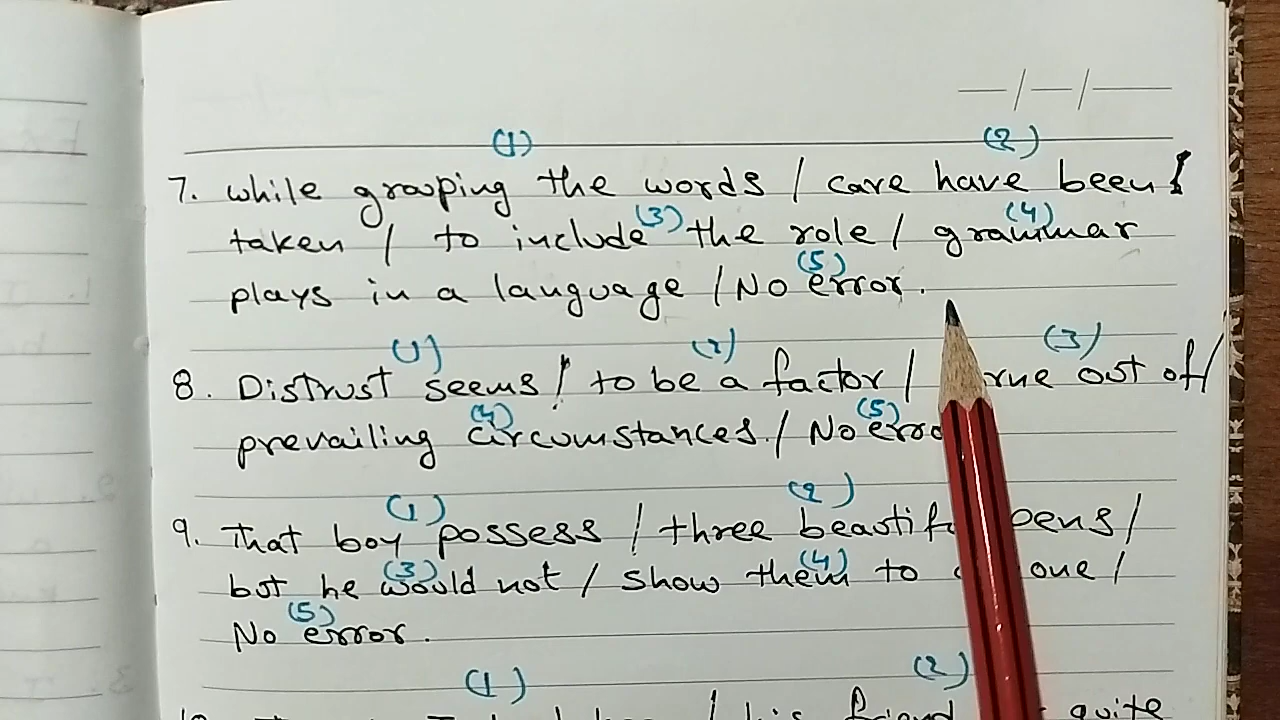 (1) (2)
7. While grouping the words / care have been
taken / to include (3) the role / (4) grammar
plays in a language / No (5) error.
(1) (2) (3)
8. Distrust seems / to be a factor / out of /
prevailing (4) circumstances. / No (5)
(1) (2)
9. That boy possess / three pens /
but he (3) would not / show (4) them to one /
(5)
No error.
(1) (2)
his friend quite